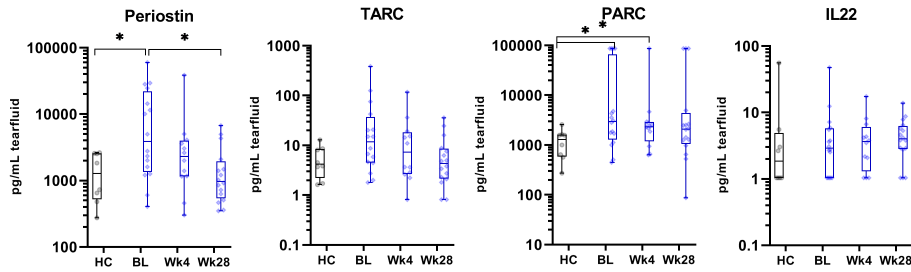 Periostin
*
*
100000
10000
1000
100
pg/mL tearfluid
HC
BL
Wk4
Wk28
TARC
1000
100
10
1
0.1
pg/mL tearfluid
HC
BL
Wk4
Wk28
PARC
*
*
100000
10000
1000
100
10
pg/mL tearfluid
HC
BL
Wk4
Wk28
IL22
100
10
1
0.1
pg/mL tearfluid
HC
BL
Wk4
Wk28